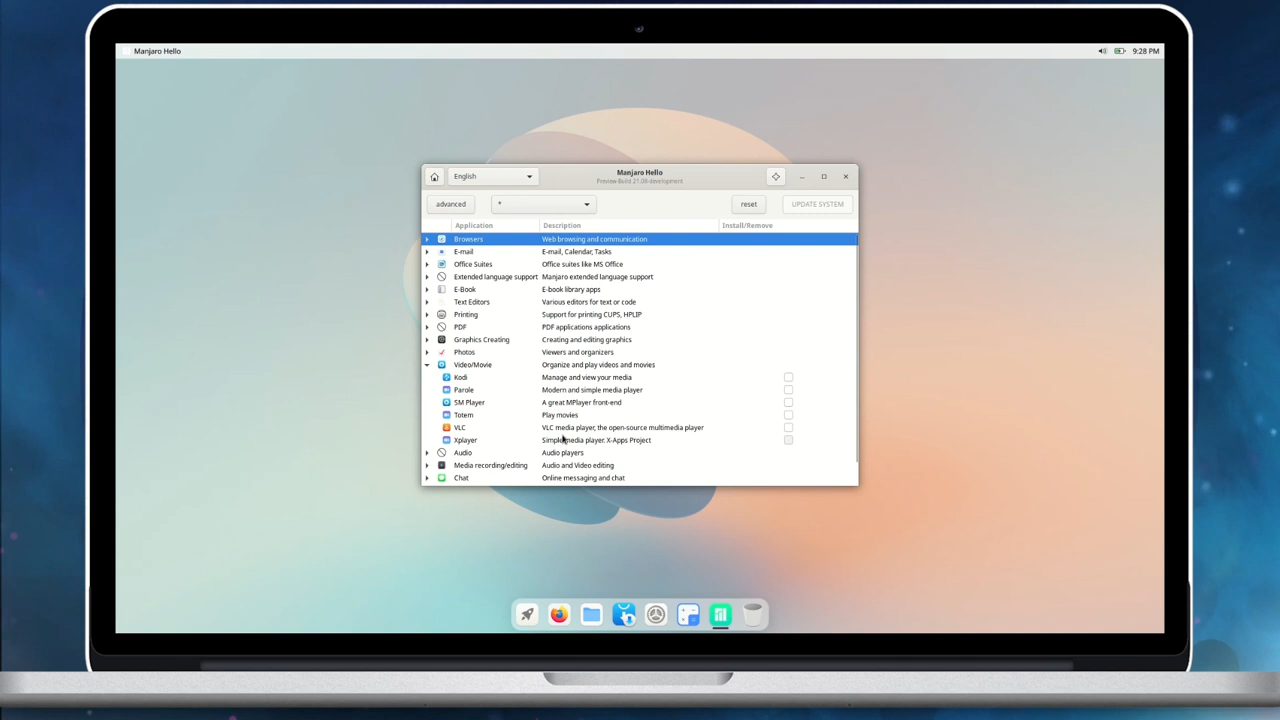 Manjaro Hello
9:28 PM
English
Manjaro Hello
Preview Build 21.08-development
advanced
*
reset
UPDATE SYSTEM
Application Description Install/Remove
Browsers Web browsing and communication
E-mail E-mail, Calendar, Tasks
Office Suites Office suites like MS Office
Extended language support Manjaro extended language support
E-Book E-book library apps
Text Editors Various editors for text or code
Printing Support for printing CUPS, HPLIP
PDF PDF applications applications
Graphics Creating Creating and editing graphics
Photos Viewers and organizers
Video/Movie Organize and play videos and movies
Kodi Manage and view your media
Parole Modern and simple media player
SM Player A great MPlayer front-end
Totem Play movies
VLC VLC media player, the open-source multimedia player
Xplayer Simple media player. X-Apps Project
Audio Audio players
Media recording/editing Audio and Video editing
Chat Online messaging and chat